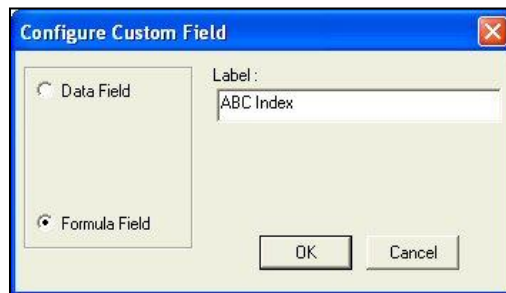 Configure Custom Field
Data Field
Label :
ABC Index
Formula Field
OK
Cancel